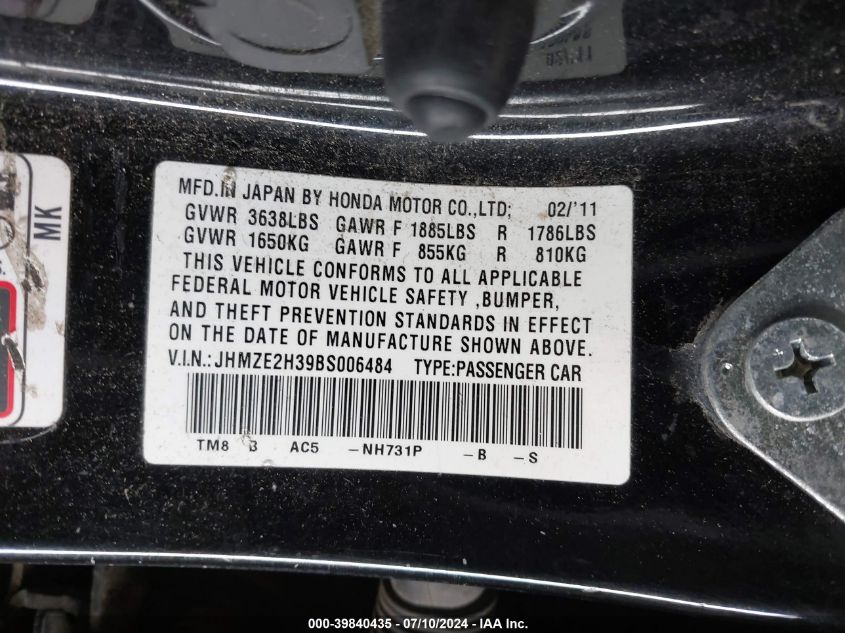 MFD.IN JAPAN BY HONDA MOTOR CO.,LTD; 02/'11
GVWR 3638LBS GAWR F 1885LBS R 1786LBS
GVWR 1650KG GAWR F 855KG R 810KG
THIS VEHICLE CONFORMS TO ALL APPLICABLE
FEDERAL MOTOR VEHICLE SAFETY ,BUMPER,
AND THEFT PREVENTION STANDARDS IN EFFECT
ON THE DATE OF MANUFACTURE SHOWN ABOVE.
V.I.N.:JHMZE2H39BS006484 TYPE:PASSENGER CAR
TM8 B AC5 -NH731P -B -S
MK
000-39840435 - 07/10/2024 - IAA Inc.